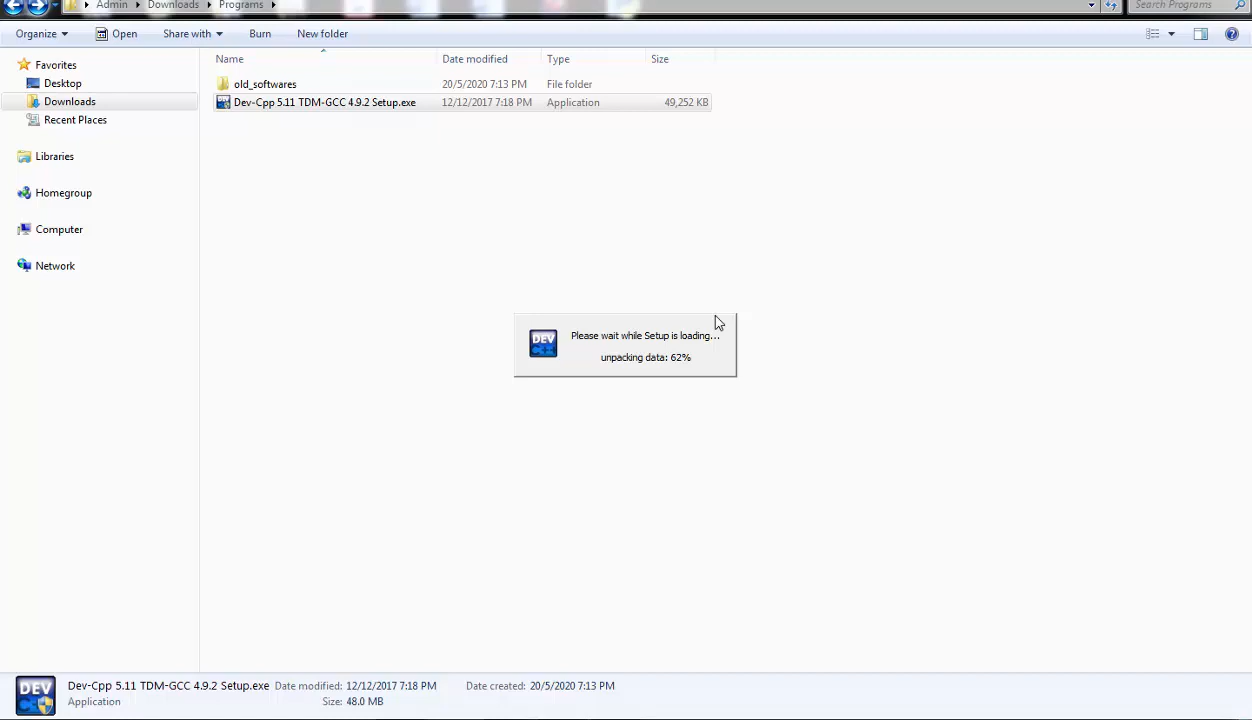 Admin Downloads Programs Search Programs
Organize Open Share with Burn New folder
Favorites
Desktop
Downloads
Recent Places
Libraries
Homegroup
Computer
Network
Name Date modified Type Size
old_softwares 20/5/2020 7:13 PM File folder
Dev-Cpp 5.11 TDM-GCC 4.9.2 Setup.exe 12/12/2017 7:18 PM Application 49,252 KB
DEV
Please wait while Setup is loading...
unpacking data: 62%
DEV
Dev-Cpp 5.11 TDM-GCC 4.9.2 Setup.exe Date modified: 12/12/2017 7:18 PM Date created: 20/5/2020 7:13 PM
Application Size: 48.0 MB